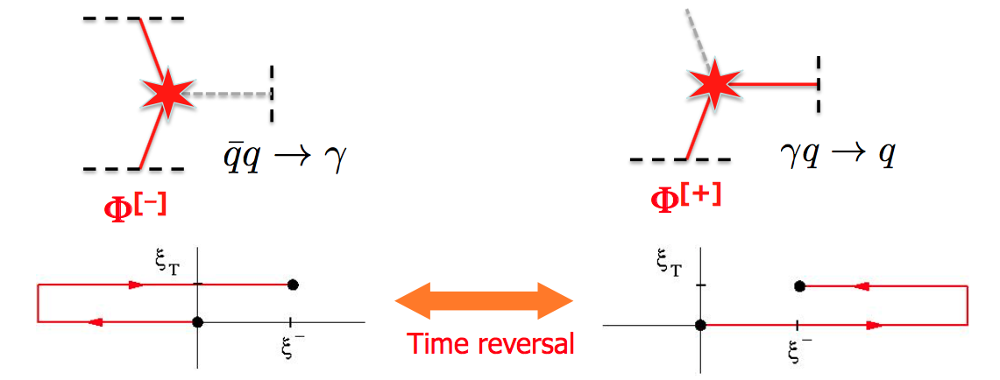 q̄q → γ
γq → q
Φ[−]
Φ[+]
ξT
ξT
ξ−
ξ−
Time reversal